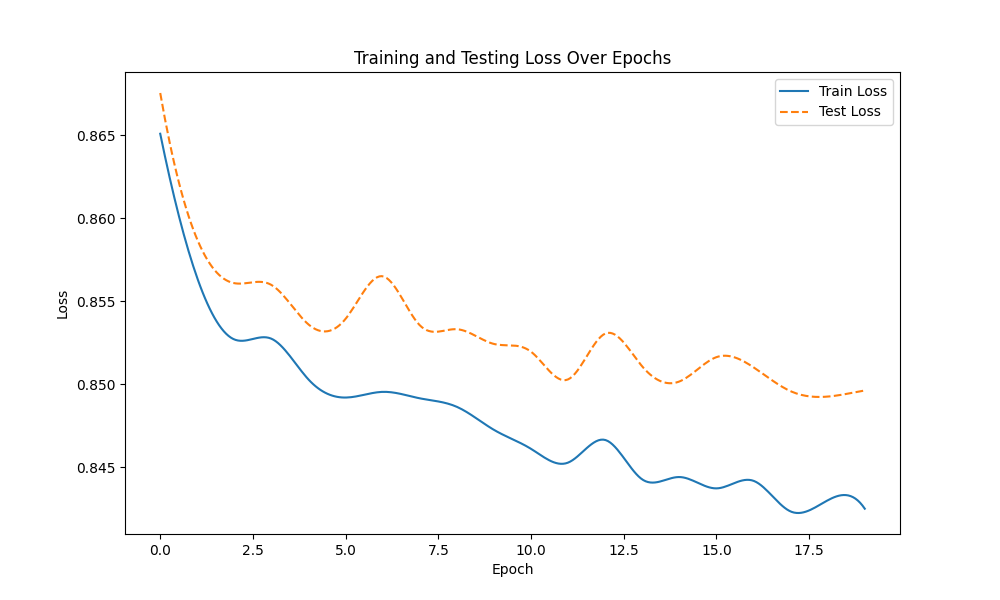 Training and Testing Loss Over Epochs
Train Loss
Test Loss
0.865
0.860
0.855
0.850
0.845
Loss
0.0 2.5 5.0 7.5 10.0 12.5 15.0 17.5
Epoch